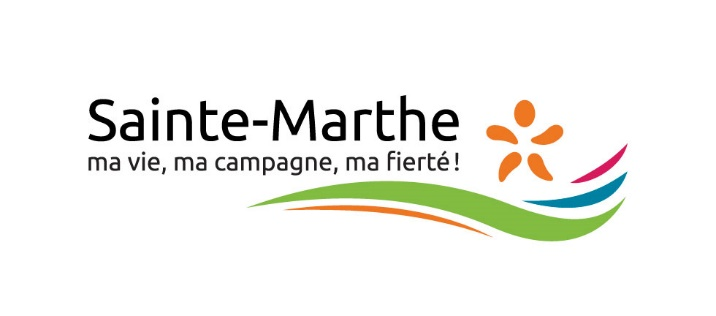 Sainte-Marthe
ma vie, ma campagne, ma fierté !